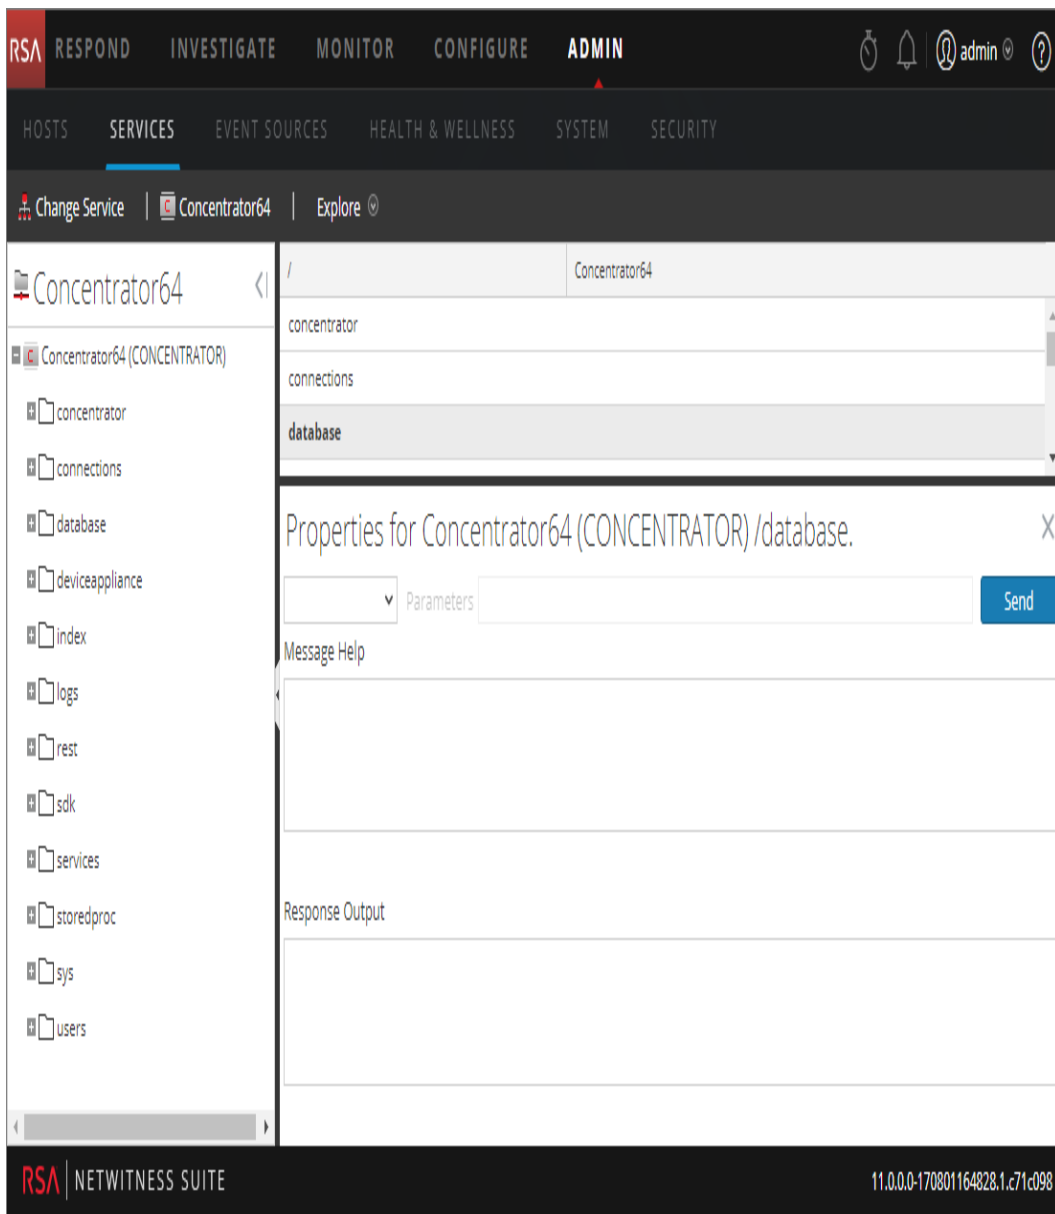 RSA RESPOND INVESTIGATE MONITOR CONFIGURE ADMIN admin ?
HOSTS SERVICES EVENT SOURCES HEALTH & WELLNESS SYSTEM SECURITY
Change Service | C Concentrator64 | Explore
Concentrator64
/ Concentrator64
concentrator
connections
database
C Concentrator64 (CONCENTRATOR)
concentrator
connections
database
deviceappliance
index
logs
rest
sdk
services
storedproc
sys
users
Properties for Concentrator64 (CONCENTRATOR) /database.
Parameters Send
Message Help
Response Output
RSA | NETWITNESS SUITE 11.0.0.0-170801164828.1.c71c098